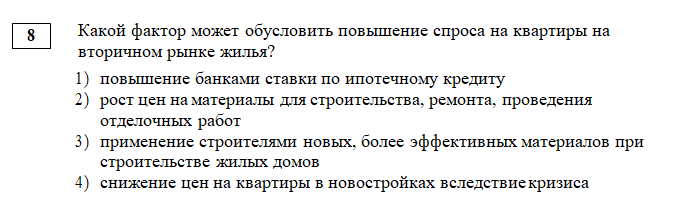 8
Какой фактор может обусловить повышение спроса на квартиры на
вторичном рынке жилья?
1) повышение банками ставки по ипотечному кредиту
2) рост цен на материалы для строительства, ремонта, проведения
отделочных работ
3) применение строителями новых, более эффективных материалов при
строительстве жилых домов
4) снижение цен на квартиры в новостройках вследствие кризиса